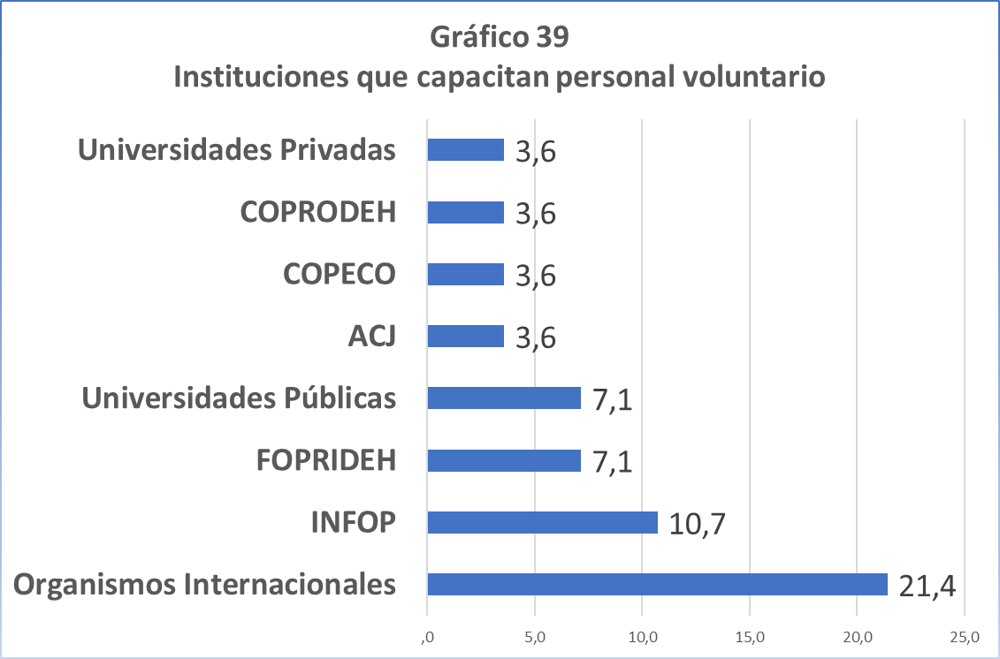 Gráfico 39
Instituciones que capacitan personal voluntario
Universidades Privadas 3,6
COPRODEH 3,6
COPECO 3,6
ACJ 3,6
Universidades Públicas 7,1
FOPRIDEH 7,1
INFOP 10,7
Organismos Internacionales 21,4
,0 5,0 10,0 15,0 20,0 25,0